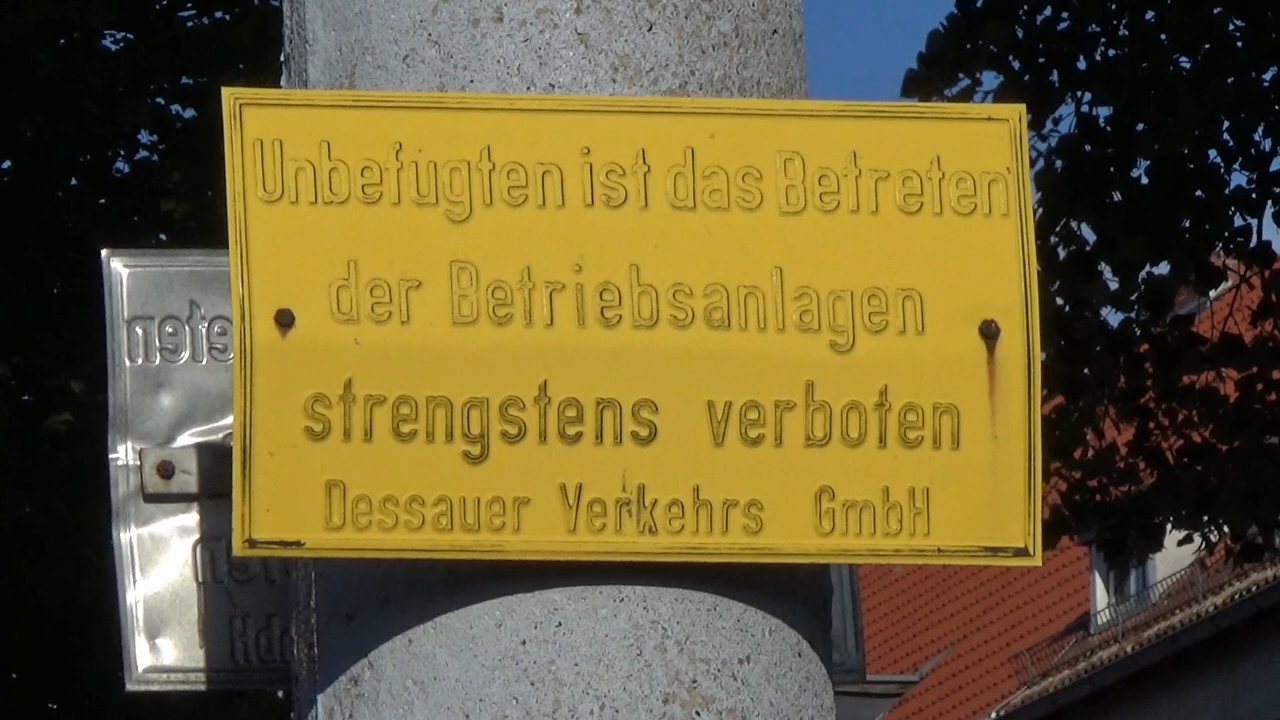 Unbefugten ist das Betreten
der Betriebsanlagen
strengstens verboten
Dessauer Verkehrs GmbH